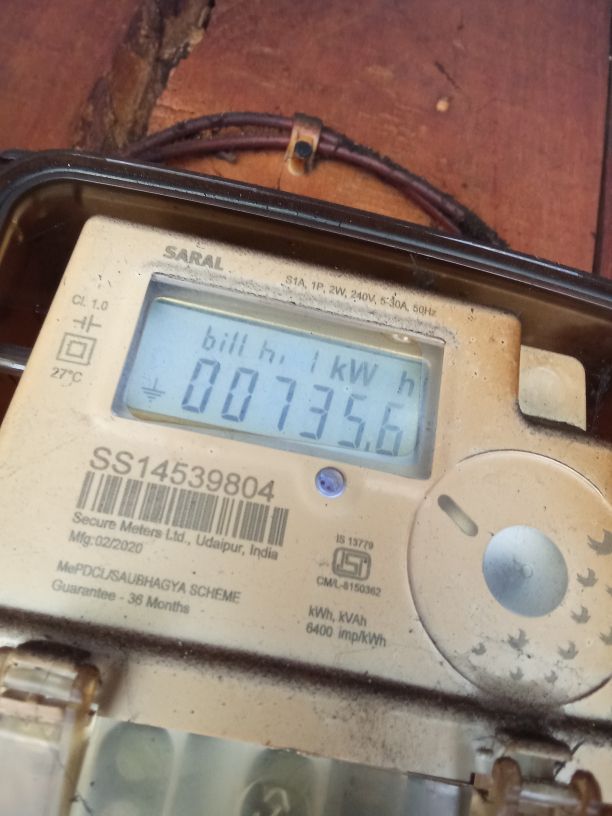 SARAL
S1A, 1P, 2W, 240V, 5-30A, 50Hz
Cl. 1.0
27°C
bill hi 1 kW h
00735.6
SS14539804
Secure Meters Ltd., Udaipur, India
Mfg:02/2020
MePDCL/SAUBHAGYA SCHEME
Guarantee - 36 Months
IS 13779
CM/L-8150362
kWh, kVAh
6400 imp/kWh